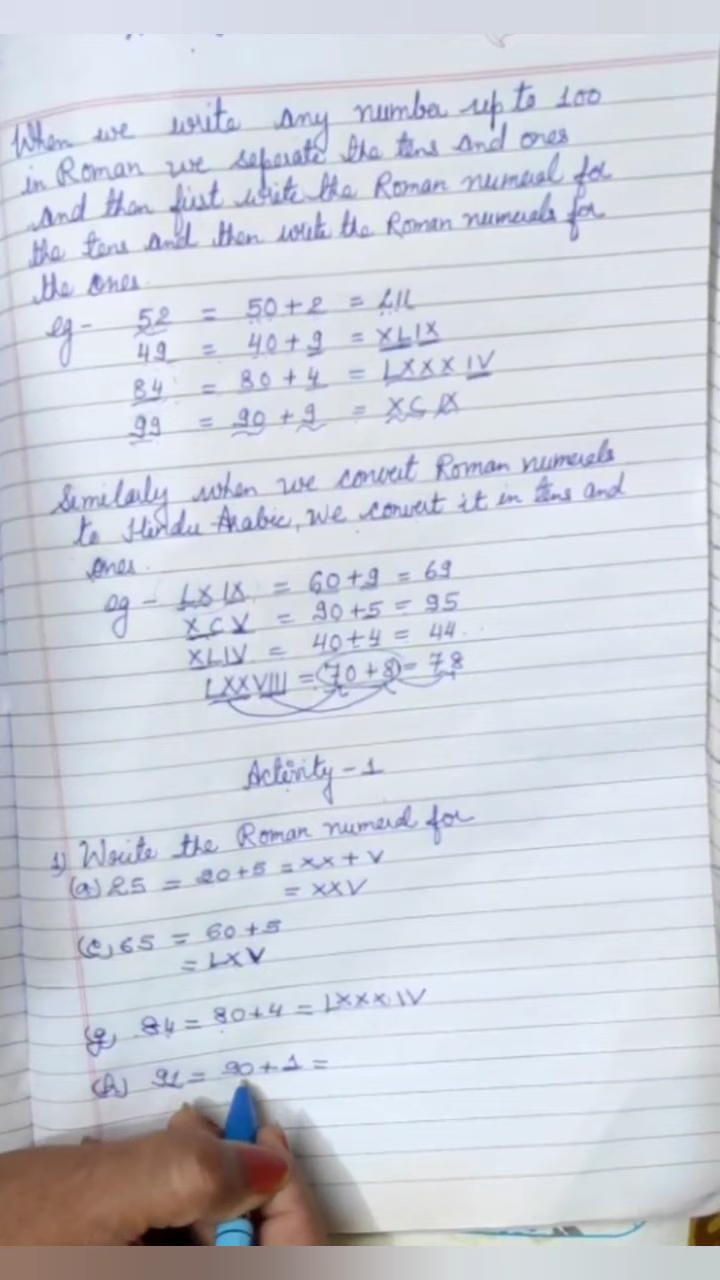 When we write any number up to 100
in Roman we seperate the tens and ones
and then first write the Roman numeral for
the tens and then write the Roman numerals for
the ones.
eg - 52 = 50 + 2 = LII
49 = 40 + 9 = XLIX
84 = 80 + 4 = LXXXIV
99 = 90 + 9 = XCIX
Similarly when we convert Roman numerals
to Hindu Arabic, we convert it in tens and
ones.
eg - LXIX = 60 + 9 = 69
XCV = 90 + 5 = 95
XLIV = 40 + 4 = 44
LXXVIII = 70 + 8 = 78
Activity - 1
1) Write the Roman numeral for
(a) 25 = 20 + 5 = XX + V
= XXV
(e) 65 = 60 + 5
= LXV
(g) 84 = 80 + 4 = LXXXIV
(h) 91 = 90 + 1 =